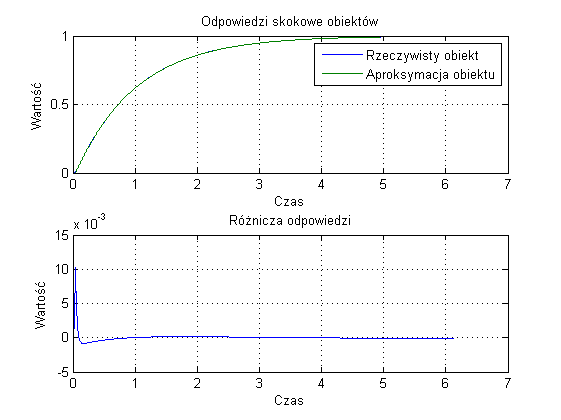 Odpowiedzi skokowe obiektów
1
0.5
0
Wartość
Rzeczywisty obiekt
Aproksymacja obiektu
0 1 2 3 4 5 6 7
Czas
Różnicza odpowiedzi
x 10^-3
15
10
5
0
-5
Wartość
0 1 2 3 4 5 6 7
Czas